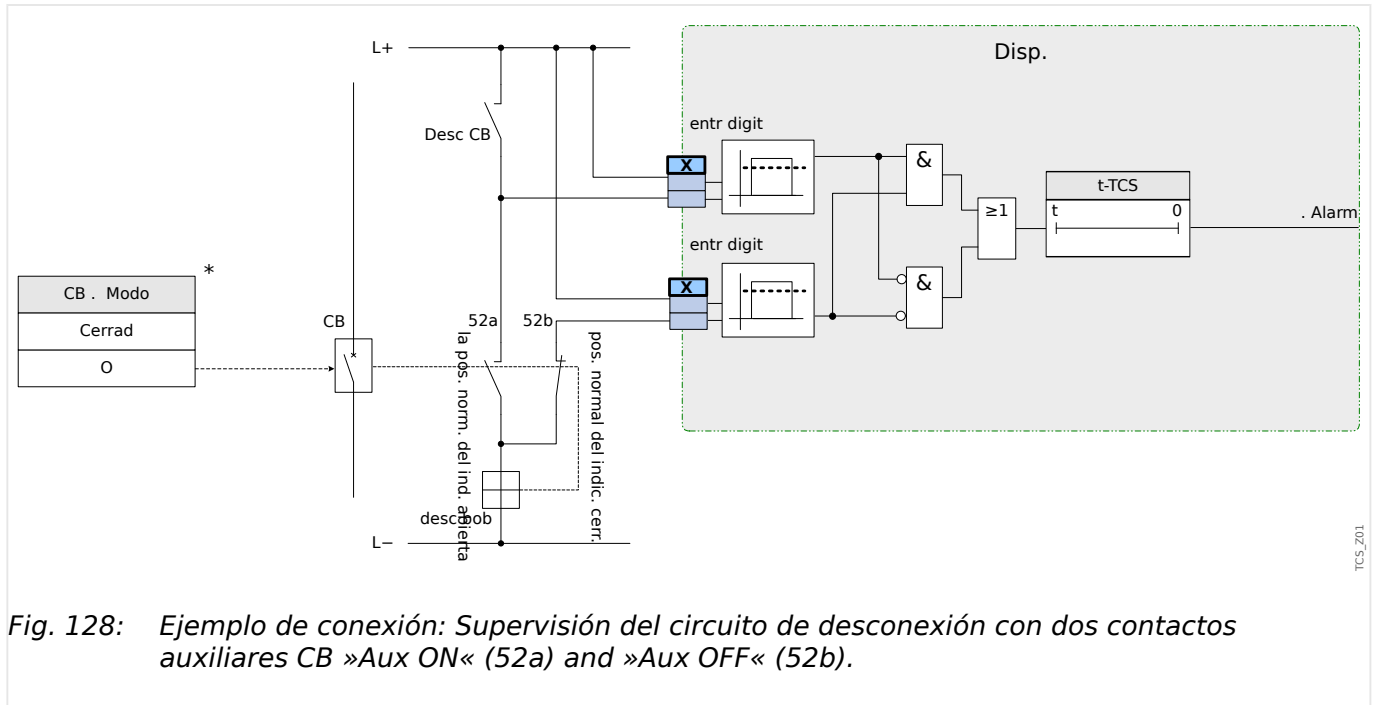 L+
Disp.
entr digit
Desc CB
X
&
t-TCS
≥1
t 0
. Alarm
entr digit
*
X
&
CB . Modo
Cerrad
O
CB
52a 52b
la pos. norm. del ind. abierta
pos. normal del indic. cerr.
desc bob
L−
TCS_Z01
Fig. 128: Ejemplo de conexión: Supervisión del circuito de desconexión con dos contactos
auxiliares CB »Aux ON« (52a) and »Aux OFF« (52b).